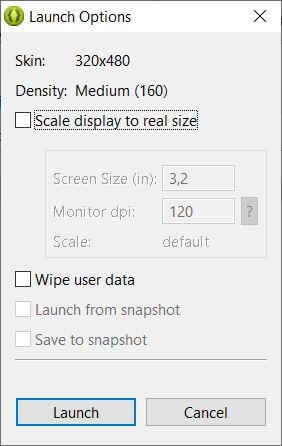 Launch Options
Skin: 320x480
Density: Medium (160)
Scale display to real size
Screen Size (in): 3,2
Monitor dpi: 120 ?
Scale: default
Wipe user data
Launch from snapshot
Save to snapshot
Launch Cancel